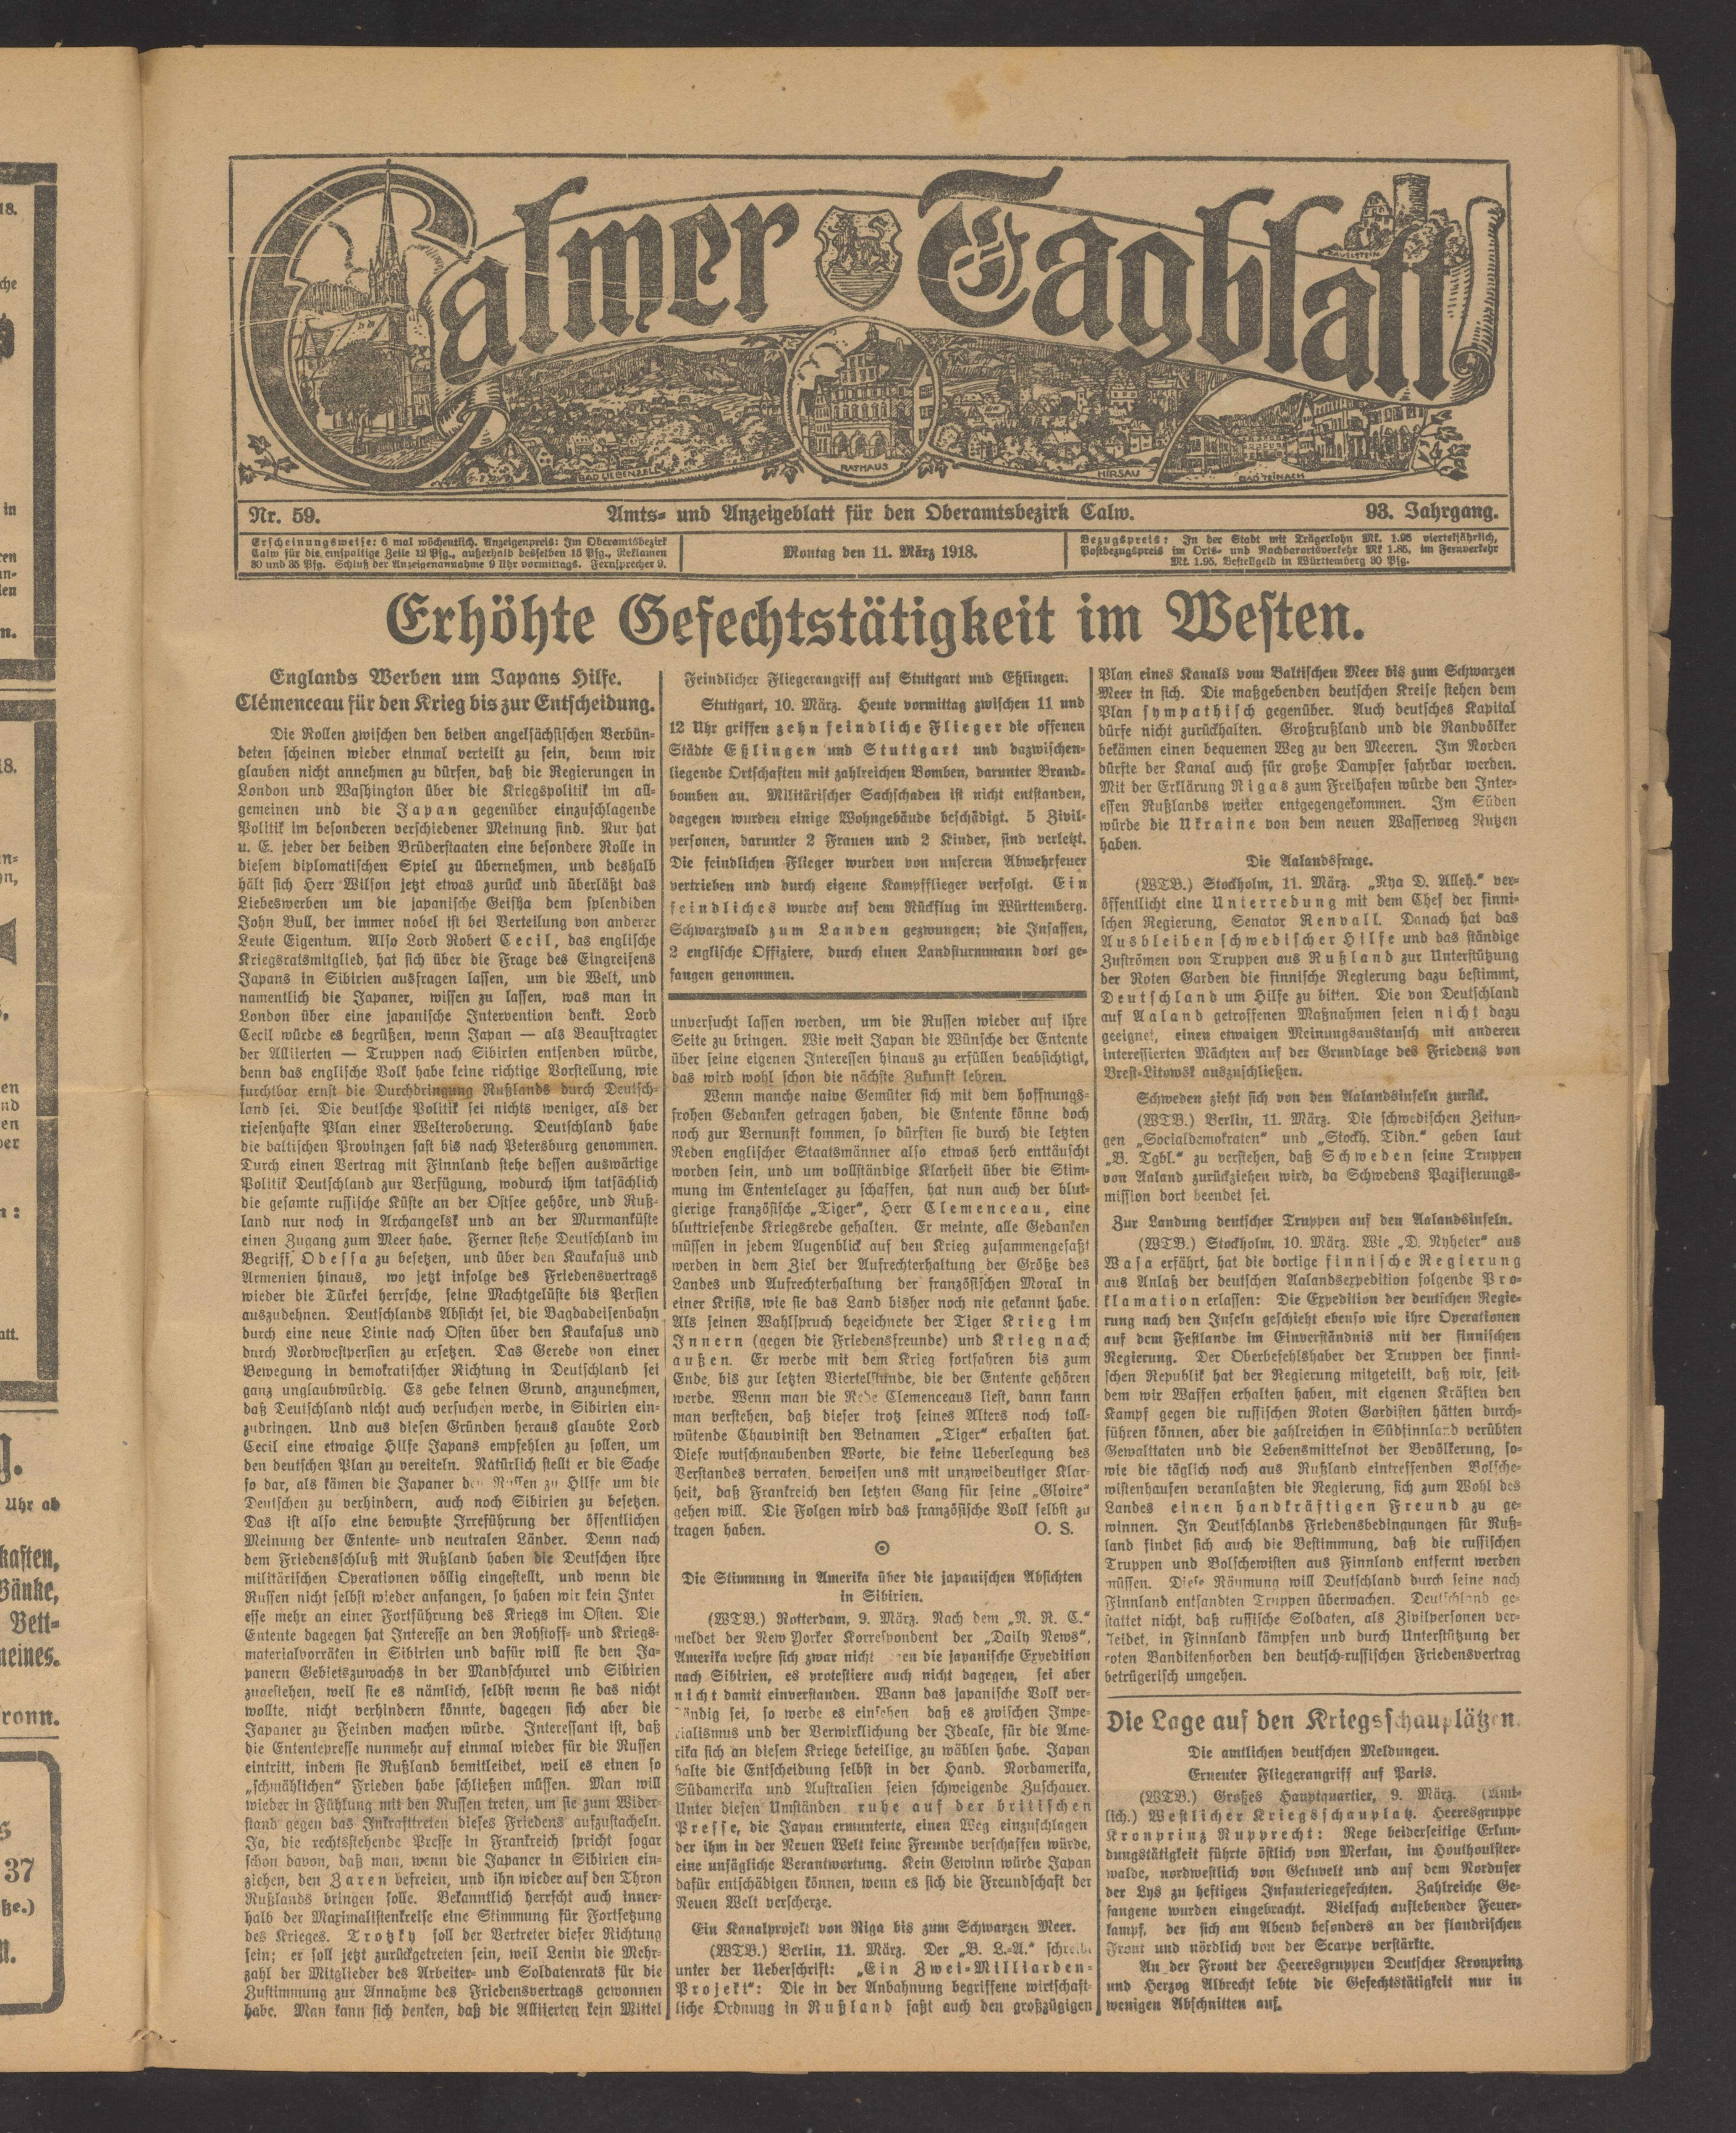 Calmer Tagblatt
ZAVELSTEIN
BAD LIEBENZELL
RATHAUS
HIRSAU
BAD TEINACH
Nr. 59.
Amts- und Anzeigeblatt für den Oberamtsbezirk Calw.
93. Jahrgang.
Erscheinungsweise: 6 mal wöchentlich. Anzeigenpreis: Im Oberamtsbezirk
Calw für die einspaltige Zeile 12 Pfg., außerhalb desselben 15 Pfg., Reklamen
30 und 35 Pfg. Schluß der Anzeigenannahme 9 Uhr vormittags. Fernsprecher 9.
Montag den 11. März 1918.
Bezugspreis: In der Stadt mit Trägerlohn Mk. 1.95 vierteljährlich,
Postbezugspreis im Orts- und Nachbarortsverkehr Mk 1.85, im Fernverkehr
Mk. 1.95, Bestellgeld in Württemberg 30 Pfg.
Erhöhte Gefechtstätigkeit im Westen.
Englands Werben um Japans Hilfe.
Clémenceau für den Krieg bis zur Entscheidung.
Die Rollen zwischen den beiden angelsächsischen Verbün-
deten scheinen wieder einmal verteilt zu sein, denn wir
glauben nicht annehmen zu dürfen, daß die Regierungen in
London und Washington über die Kriegspolitik im all-
gemeinen und die Japan gegenüber einzuschlagende
Politik im besonderen verschiedener Meinung sind. Nur hat
u. E. jeder der beiden Brüderstaaten eine besondere Rolle in
diesem diplomatischen Spiel zu übernehmen, und deshalb
hält sich Herr Wilson jetzt etwas zurück und überläßt das
Liebeswerben um die japanische Geisha dem splendiden
John Bull, der immer nobel ist bei Verteilung von anderer
Leute Eigentum. Also Lord Robert Cecil, das englische
Kriegsratsmitglied, hat sich über die Frage des Eingreifens
Japans in Sibirien ausfragen lassen, um die Welt, und
namentlich die Japaner, wissen zu lassen, was man in
London über eine japanische Intervention denkt. Lord
Cecil würde es begrüßen, wenn Japan — als Beauftragter
der Alliierten — Truppen nach Sibirien entsenden würde,
denn das englische Volk habe keine richtige Vorstellung, wie
furchtbar ernst die Durchdringung Rußlands durch Deutsch-
land sei. Die deutsche Politik sei nichts weniger, als der
riesenhafte Plan einer Welteroberung. Deutschland habe
die baltischen Provinzen fast bis nach Petersburg genommen.
Durch einen Vertrag mit Finnland stehe dessen auswärtige
Politik Deutschland zur Verfügung, wodurch ihm tatsächlich
die gesamte russische Küste an der Ostsee gehöre, und Ruß-
land nur noch in Archangelsk und an der Murmanküste
einen Zugang zum Meer habe. Ferner stehe Deutschland im
Begriff, Odessa zu besetzen, und über den Kaukasus und
Armenien hinaus, wo jetzt infolge des Friedensvertrags
wieder die Türkei herrsche, seine Machtgelüste bis Persien
auszudehnen. Deutschlands Absicht sei, die Bagdadeisenbahn
durch eine neue Linie nach Osten über den Kaukasus und
durch Nordwestpersien zu ersetzen. Das Gerede von einer
Bewegung in demokratischer Richtung in Deutschland sei
ganz unglaubwürdig. Es gebe keinen Grund, anzunehmen,
daß Deutschland nicht auch versuchen werde, in Sibirien ein-
zudringen. Und aus diesen Gründen heraus glaubte Lord
Cecil eine etwaige Hilfe Japans empfehlen zu sollen, um
den deutschen Plan zu vereiteln. Natürlich stellt er die Sache
so dar, als kämen die Japaner den Russen zu Hilfe um die
Deutschen zu verhindern, auch noch Sibirien zu besetzen.
Das ist also eine bewußte Irreführung der öffentlichen
Meinung der Entente- und neutralen Länder. Denn nach
dem Friedensschluß mit Rußland haben die Deutschen ihre
militärischen Operationen völlig eingestellt, und wenn die
Russen nicht selbst wieder anfangen, so haben wir kein Inter
esse mehr an einer Fortführung des Kriegs im Osten. Die
Entente dagegen hat Interesse an den Rohstoff- und Kriegs-
materialvorräten in Sibirien und dafür will sie den Ja-
panern Gebietszuwachs in der Mandschurei und Sibirien
zugestehen, weil sie es nämlich, selbst wenn sie das nicht
wollte, nicht verhindern könnte, dagegen sich aber die
Japaner zu Feinden machen würde. Interessant ist, daß
die Ententepresse nunmehr auf einmal wieder für die Russen
eintritt, indem sie Rußland bemitleidet, weil es einen so
„schmählichen“ Frieden habe schließen müssen. Man will
wieder in Fühlung mit den Russen treten, um sie zum Wider-
stand gegen das Inkrafttreten dieses Friedens aufzustacheln.
Ja, die rechtsstehende Presse in Frankreich spricht sogar
schon davon, daß man, wenn die Japaner in Sibirien ein-
ziehen, den Zaren befreien, und ihn wieder auf den Thron
Rußlands bringen solle. Bekanntlich herrscht auch inner-
halb der Maximalistenkreise eine Stimmung für Fortsetzung
des Krieges. Trotzky soll der Vertreter dieser Richtung
sein; er soll jetzt zurückgetreten sein, weil Lenin die Mehr-
zahl der Mitglieder des Arbeiter- und Soldatenrats für die
Zustimmung zur Annahme des Friedensvertrags gewonnen
habe. Man kann sich denken, daß die Alliierten kein Mittel
Feindlicher Fliegerangriff auf Stuttgart und Eßlingen.
Stuttgart, 10. März. Heute vormittag zwischen 11 und
12 Uhr griffen zehn feindliche Flieger die offenen
Städte Eßlingen und Stuttgart und dazwischen-
liegende Ortschaften mit zahlreichen Bomben, darunter Brand-
bomben an. Militärischer Sachschaden ist nicht entstanden,
dagegen wurden einige Wohngebäude beschädigt. 5 Zivil-
personen, darunter 2 Frauen und 2 Kinder, sind verletzt.
Die feindlichen Flieger wurden von unserem Abwehrfeuer
vertrieben und durch eigene Kampfflieger verfolgt. Ein
feindliches wurde auf dem Rückflug im Württemberg.
Schwarzwald zum Landen gezwungen; die Insassen,
2 englische Offiziere, durch einen Landsturmmann dort ge-
fangen genommen.
unversucht lassen werden, um die Russen wieder auf ihre
Seite zu bringen. Wie weit Japan die Wünsche der Entente
über seine eigenen Interessen hinaus zu erfüllen beabsichtigt,
das wird wohl schon die nächste Zukunft lehren.
Wenn manche naive Gemüter sich mit dem hoffnungs-
frohen Gedanken getragen haben, die Entente könne doch
noch zur Vernunft kommen, so dürften sie durch die letzten
Reden englischer Staatsmänner also etwas herb enttäuscht
worden sein, und um vollständige Klarheit über die Stim-
mung im Ententelager zu schaffen, hat nun auch der blut-
gierige französische „Tiger“, Herr Clemenceau, eine
bluttriefende Kriegsrede gehalten. Er meinte, alle Gedanken
müssen in jedem Augenblick auf den Krieg zusammengefaßt
werden in dem Ziel der Aufrechterhaltung der Größe des
Landes und Aufrechterhaltung der französischen Moral in
einer Krisis, wie sie das Land bisher noch nie gekannt habe.
Als seinen Wahlspruch bezeichnete der Tiger Krieg im
Innern (gegen die Friedensfreunde) und Krieg nach
außen. Er werde mit dem Krieg fortfahren bis zum
Ende, bis zur letzten Viertelstunde, die der Entente gehören
werde. Wenn man die Rede Clemenceaus liest, dann kann
man verstehen, daß dieser trotz seines Alters noch toll-
wütende Chauvinist den Beinamen „Tiger“ erhalten hat.
Diese wutschnaubenden Worte, die keine Ueberlegung des
Verstandes verraten, beweisen uns mit unzweideutiger Klar-
heit, daß Frankreich den letzten Gang für seine „Gloire“
gehen will. Die Folgen wird das französische Volk selbst zu
tragen haben. O. S.
Die Stimmung in Amerika über die japanischen Absichten
in Sibirien.
(WTB.) Rotterdam, 9. März. Nach dem „N. R. C.“
meldet der New Yorker Korrespondent der „Daily News“,
Amerika wehre sich zwar nicht gegen die japanische Expedition
nach Sibirien, es protestiere auch nicht dagegen, sei aber
nicht damit einverstanden. Wann das japanische Volk ver-
ständig sei, so werde es einsehen daß es zwischen Impe-
rialismus und der Verwirklichung der Ideale, für die Ame-
rika sich an diesem Kriege beteilige, zu wählen habe. Japan
halte die Entscheidung selbst in der Hand. Nordamerika,
Südamerika und Australien seien schweigende Zuschauer.
Unter diesen Umständen ruhe auf der britischen
Presse, die Japan ermunterte, einen Weg einzuschlagen
der ihm in der Neuen Welt keine Freunde verschaffen würde,
eine unsägliche Verantwortung. Kein Gewinn würde Japan
dafür entschädigen können, wenn es sich die Freundschaft der
Neuen Welt verscherze.
Ein Kanalprojekt von Riga bis zum Schwarzen Meer.
(WTB.) Berlin, 11. März. Der „B. L.-A.“ schreibt
unter der Ueberschrift: „Ein Zwei-Milliarden-
Projekt“: Die in der Anbahnung begriffene wirtschaft-
liche Ordnung in Rußland faßt auch den großzügigen
Plan eines Kanals vom Baltischen Meer bis zum Schwarzen
Meer in sich. Die maßgebenden deutschen Kreise stehen dem
Plan sympathisch gegenüber. Auch deutsches Kapital
dürfe nicht zurückhalten. Großrußland und die Randvölker
bekämen einen bequemen Weg zu den Meeren. Im Norden
dürfte der Kanal auch für große Dampfer fahrbar werden.
Mit der Erklärung Rigas zum Freihafen würde den Inter-
essen Rußlands weiter entgegengekommen. Im Süden
würde die Ukraine von dem neuen Wasserweg Nutzen
haben.
Die Aalandsfrage.
(WTB.) Stockholm, 11. März. „Nya D. Alleh.“ ver-
öffentlicht eine Unterredung mit dem Chef der finni-
schen Regierung, Senator Renvall. Danach hat das
Ausbleiben schwedischer Hilfe und das ständige
Zuströmen von Truppen aus Rußland zur Unterstützung
der Roten Garden die finnische Regierung dazu bestimmt,
Deutschland um Hilfe zu bitten. Die von Deutschland
auf Aaland getroffenen Maßnahmen seien nicht dazu
geeignet, einen etwaigen Meinungsaustausch mit anderen
interessierten Mächten auf der Grundlage des Friedens von
Brest-Litowsk auszuschließen.
Schweden zieht sich von den Aalandsinseln zurück.
(WTB.) Berlin, 11. März. Die schwedischen Zeitun-
gen „Socialdemokraten“ und „Stockh. Tidn.“ geben laut
„B. Tgbl.“ zu verstehen, daß Schweden seine Truppen
von Aaland zurückziehen wird, da Schwedens Pazifierungs-
mission dort beendet sei.
Zur Landung deutscher Truppen auf den Aalandsinseln.
(WTB.) Stockholm, 10. März. Wie „D. Nyheter“ aus
Wasa erfährt, hat die dortige finnische Regierung
aus Anlaß der deutschen Aalandsexpedition folgende Pro-
klamation erlassen: Die Expedition der deutschen Regie-
rung nach den Inseln geschieht ebenso wie ihre Operationen
auf dem Festlande im Einverständnis mit der finnischen
Regierung. Der Oberbefehlshaber der Truppen der finni-
schen Republik hat der Regierung mitgeteilt, daß wir, seit-
dem wir Waffen erhalten haben, mit eigenen Kräften den
Kampf gegen die russischen Roten Gardisten hätten durch-
führen können, aber die zahlreichen in Südfinnland verübten
Gewalttaten und die Lebensmittelnot der Bevölkerung, so-
wie die täglich noch aus Rußland eintreffenden Bolsche-
wistenhaufen veranlaßten die Regierung, sich zum Wohl des
Landes einen handkräftigen Freund zu ge-
winnen. In Deutschlands Friedensbedingungen für Ruß-
land findet sich auch die Bestimmung, daß die russischen
Truppen und Bolschewisten aus Finnland entfernt werden
müssen. Diese Räumung will Deutschland durch seine nach
Finnland entsandten Truppen überwachen. Deutschland ge-
stattet nicht, daß russische Soldaten, als Zivilpersonen ver-
kleidet, in Finnland kämpfen und durch Unterstützung der
roten Banditenhorden den deutsch-russischen Friedensvertrag
betrügerisch umgehen.
Die Lage auf den Kriegsschauplätzen.
Die amtlichen deutschen Meldungen.
Erneuter Fliegerangriff auf Paris.
(WTB.) Großes Hauptquartier, 9. März. (Amt-
lich.) Westlicher Kriegsschauplatz. Heeresgruppe
Kronprinz Rupprecht: Rege beiderseitige Erkun-
dungstätigkeit führte östlich von Merkan, im Houthoulster-
walde, nordwestlich von Geluvelt und auf dem Nordufer
der Lys zu heftigen Infanteriegefechten. Zahlreiche Ge-
fangene wurden eingebracht. Vielfach auflebender Feuer-
kampf, der sich am Abend besonders an der flandrischen
Front und nördlich von der Scarpe verstärkte.
An der Front der Heeresgruppen Deutscher Kronprinz
und Herzog Albrecht lebte die Gefechtstätigkeit nur in
wenigen Abschnitten auf.